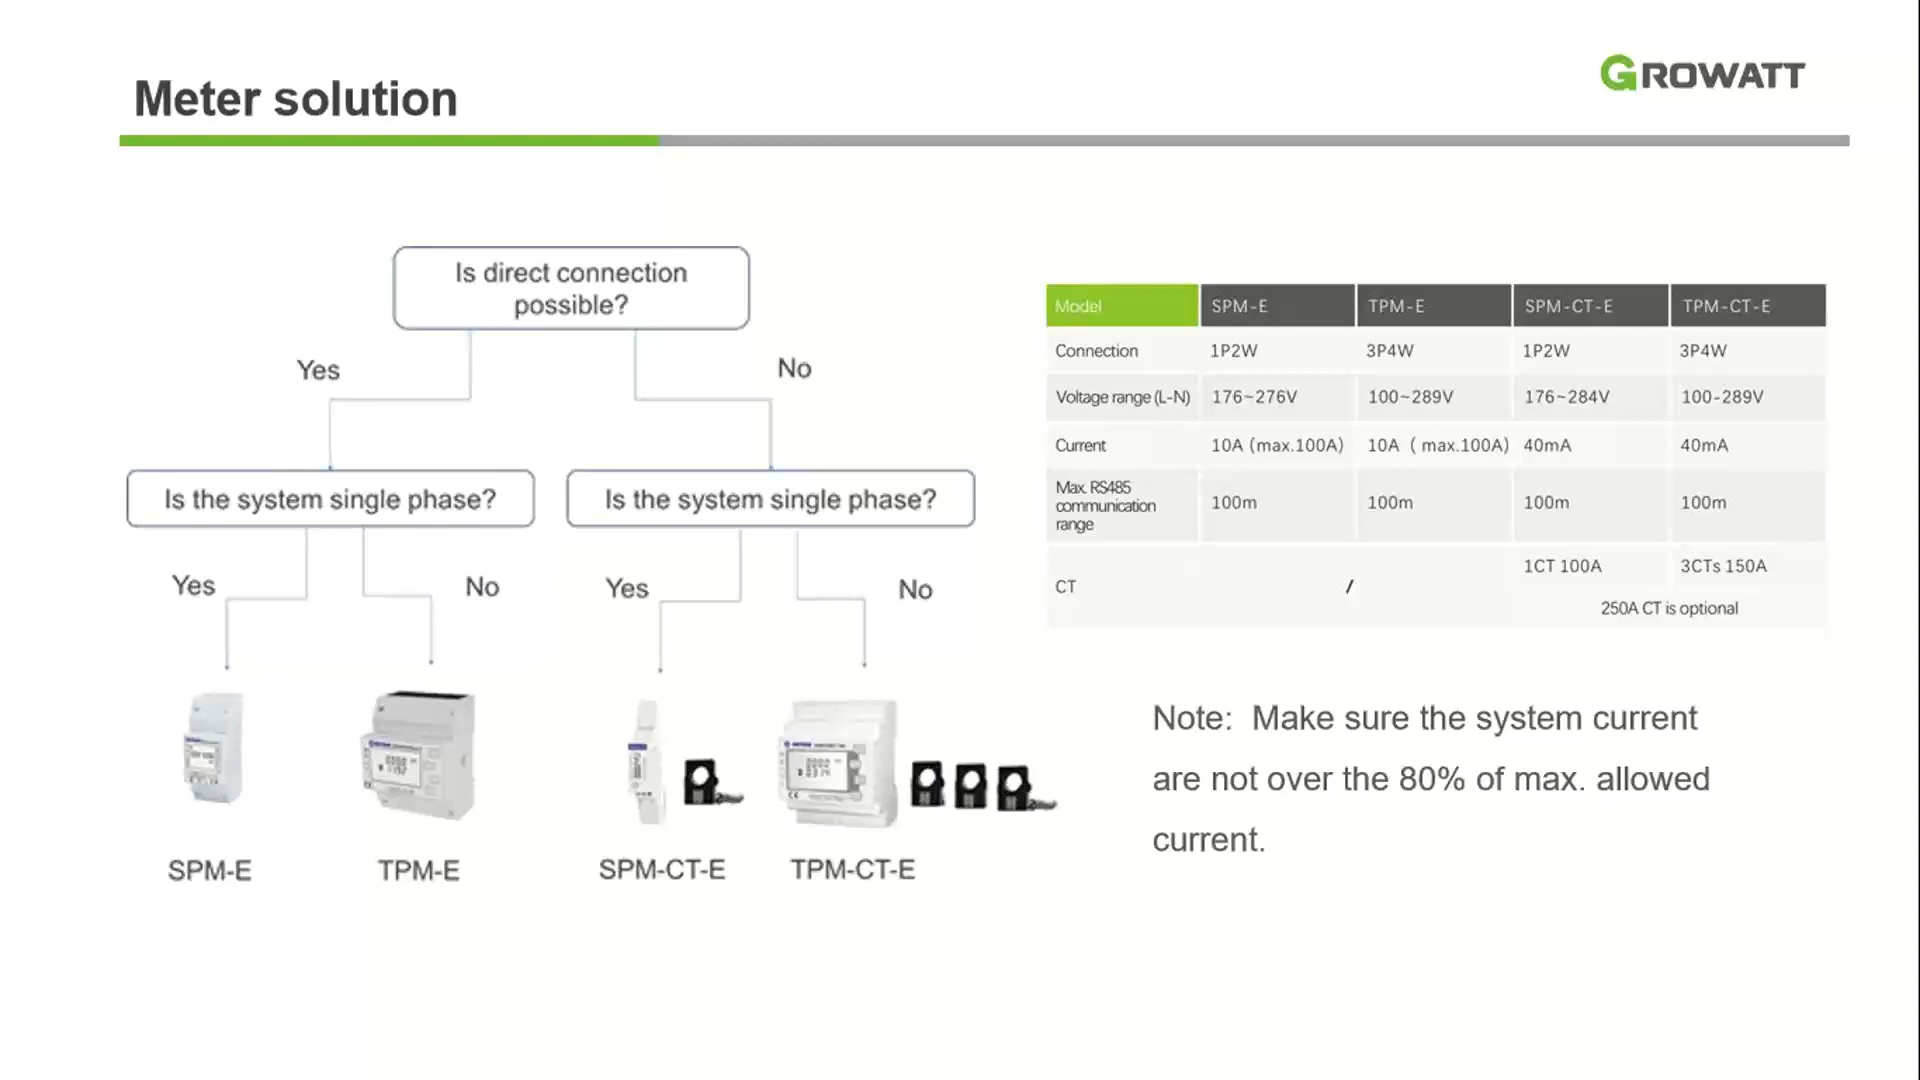 Meter solution
GROWATT
Is direct connection
possible?
Yes
No
Is the system single phase?
Is the system single phase?
Yes
No
Yes
No
SPM-E
TPM-E
SPM-CT-E
TPM-CT-E
Model SPM-E TPM-E SPM-CT-E TPM-CT-E
Connection 1P2W 3P4W 1P2W 3P4W
Voltage range (L-N) 176~276V 100~289V 176~284V 100-289V
Current 10A (max.100A) 10A ( max.100A) 40mA 40mA
Max. RS485
communication
range
100m 100m 100m 100m
CT / 1CT 100A 3CTs 150A
250A CT is optional
Note: Make sure the system current
are not over the 80% of max. allowed
current.